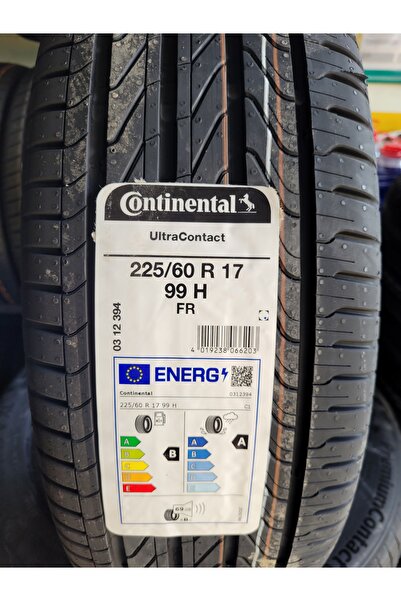 Continental
UltraContact
225/60 R 17
99 H
FR
03 12 394
4 019238 066203
ENERG
Continental
0312394
225/60 R 17 99 H
C1
A
B
C
D
E
B
A
B
C
D
E
A
69
B